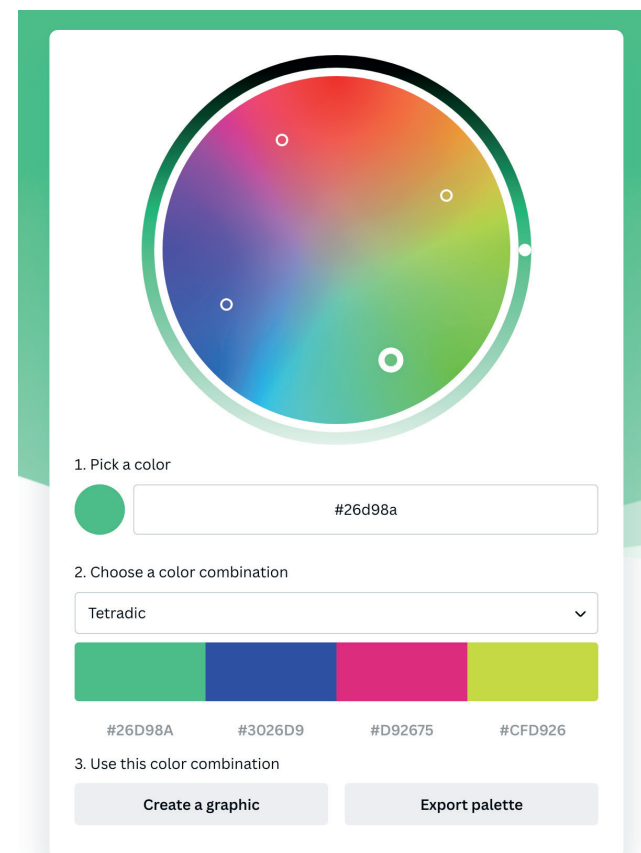 1. Pick a color
#26d98a
2. Choose a color combination
Tetradic
#26D98A #3026D9 #D92675 #CFD926
3. Use this color combination
Create a graphic Export palette